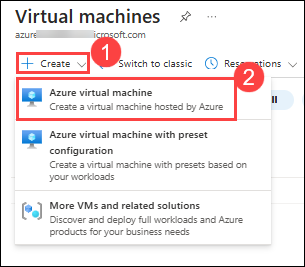 Virtual machines
azure icrosoft.com
1
Create
Switch to classic
Reservations
2
Azure virtual machine
Create a virtual machine hosted by Azure
ll
Azure virtual machine with preset
configuration
Create a virtual machine with presets based on
your workloads
More VMs and related solutions
Discover and deploy full workloads and Azure
products for your business needs